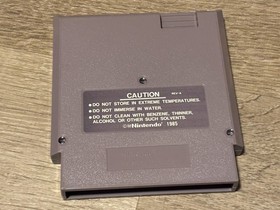 CAUTION
• DO NOT STORE IN EXTREME TEMPERATURES.
• DO NOT IMMERSE IN WATER.
• DO NOT CLEAN WITH BENZENE, THINNER,
ALCOHOL OR OTHER SUCH SOLVENTS.
©Nintendo 1985